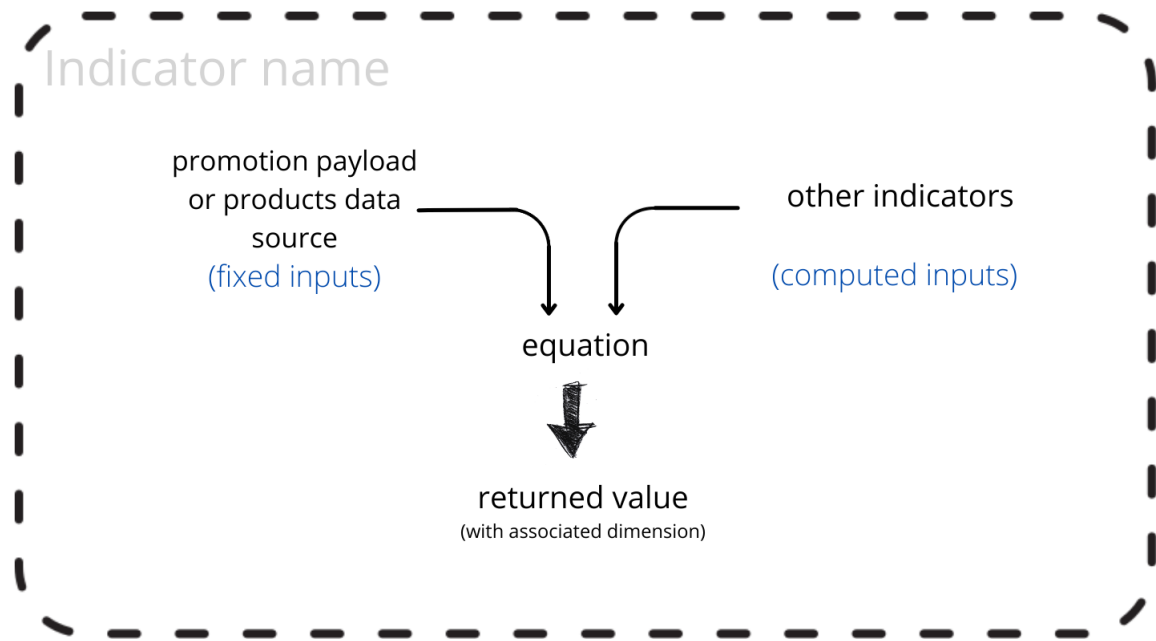 Indicator name
promotion payload
or products data
source
(fixed inputs)
other indicators
(computed inputs)
equation
returned value
(with associated dimension)